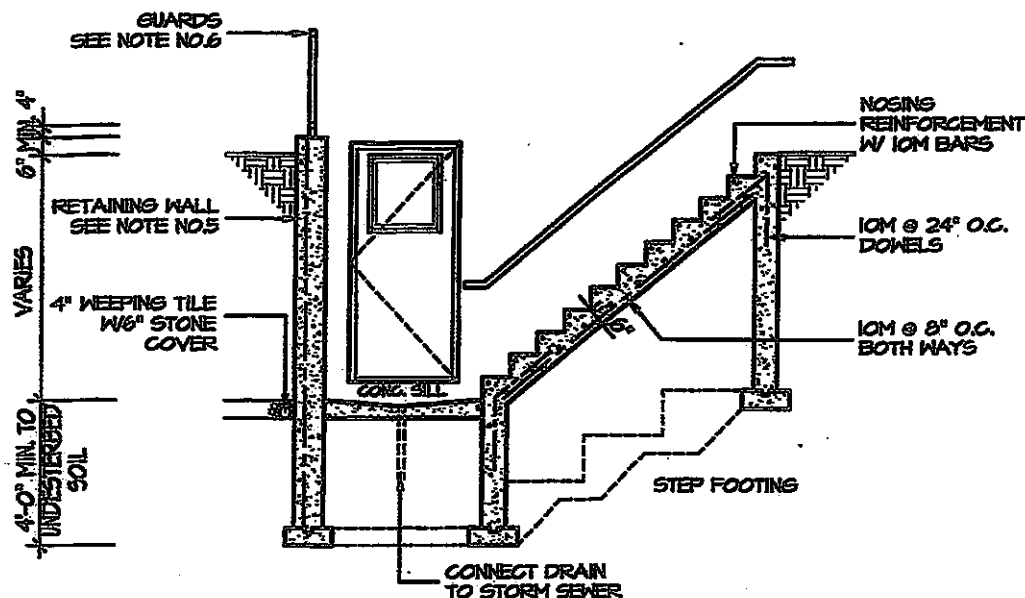 GUARDS
SEE NOTE NO.6
6" MIN. 4"
NOSING
REINFORCEMENT
W/ 10M BARS
RETAINING WALL
SEE NOTE NO.5
10M @ 24" O.C.
DOWELS
VARIES
4" WEEPING TILE
W/6" STONE
COVER
6"
10M @ 8" O.C.
BOTH WAYS
CONC. SILL
4'-0" MIN. TO
UNDESTERBED
SOIL
STEP FOOTING
CONNECT DRAIN
TO STORM SEWER